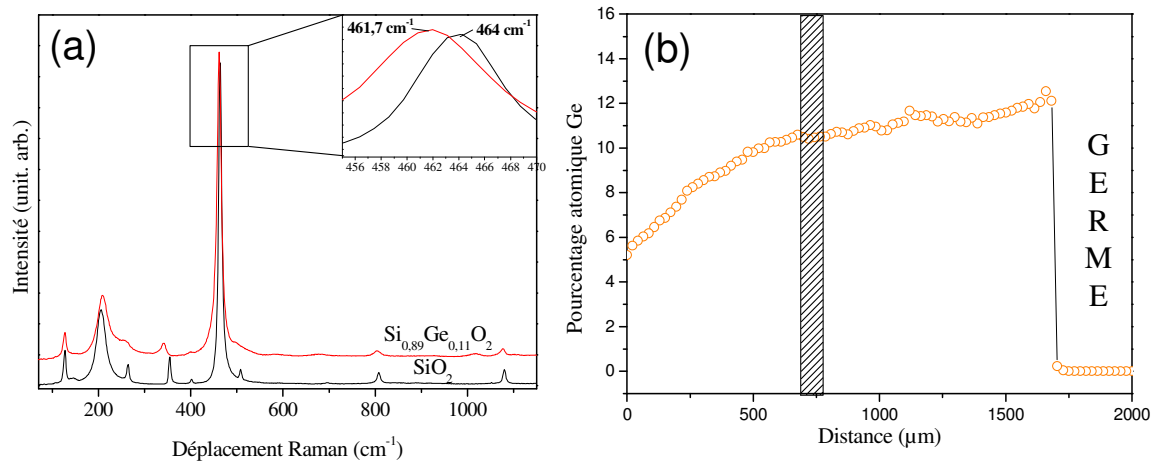 (a)
461,7 cm⁻¹
464 cm⁻¹
456 458 460 462 464 466 468 470
Si₀,₈₉Ge₀,₁₁O₂
SiO₂
Intensité (unit. arb.)
200 400 600 800 1000
Déplacement Raman (cm⁻¹)
(b)
16
14
12
10
8
6
4
2
0
Pourcentage atomique Ge
G
E
R
M
E
0 500 1000 1500 2000
Distance (µm)